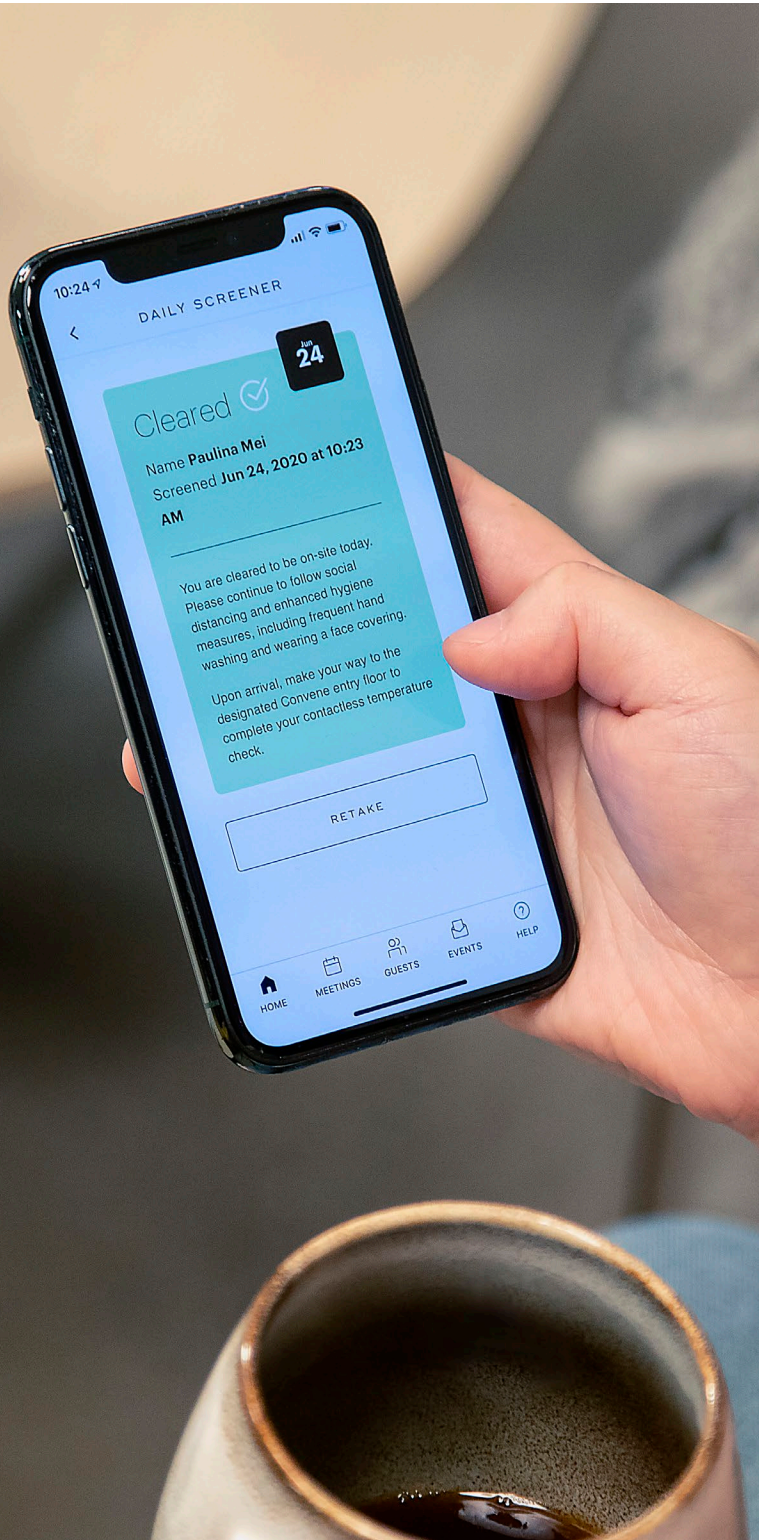 10:24
DAILY SCREENER
Jun
24
Cleared
Name Paulina Mei
Screened Jun 24, 2020 at 10:23
AM
You are cleared to be on-site today.
Please continue to follow social
distancing and enhanced hygiene
measures, including frequent hand
washing and wearing a face covering.
Upon arrival, make your way to the
designated Convene entry floor to
complete your contactless temperature
check.
RETAKE
HOME MEETINGS GUESTS EVENTS HELP